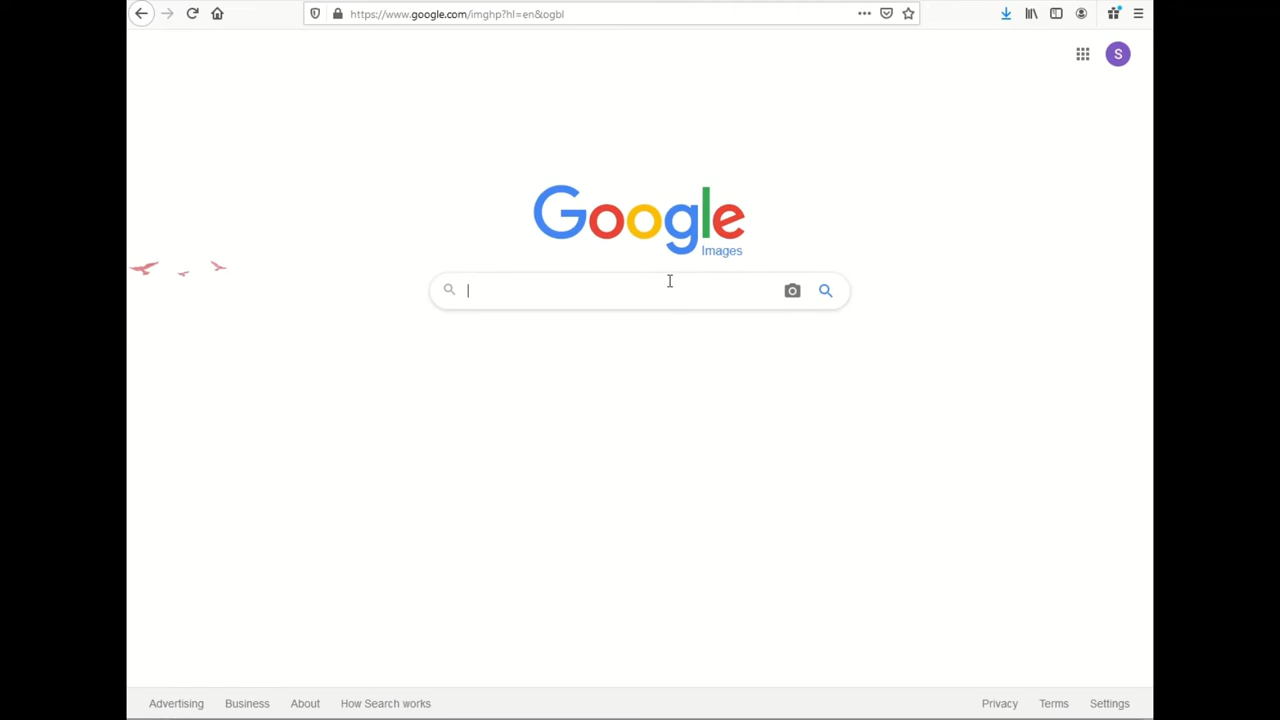 https://www.google.com/imghp?hl=en&ogbl
S
Google
Images
Advertising Business About How Search works Privacy Terms Settings